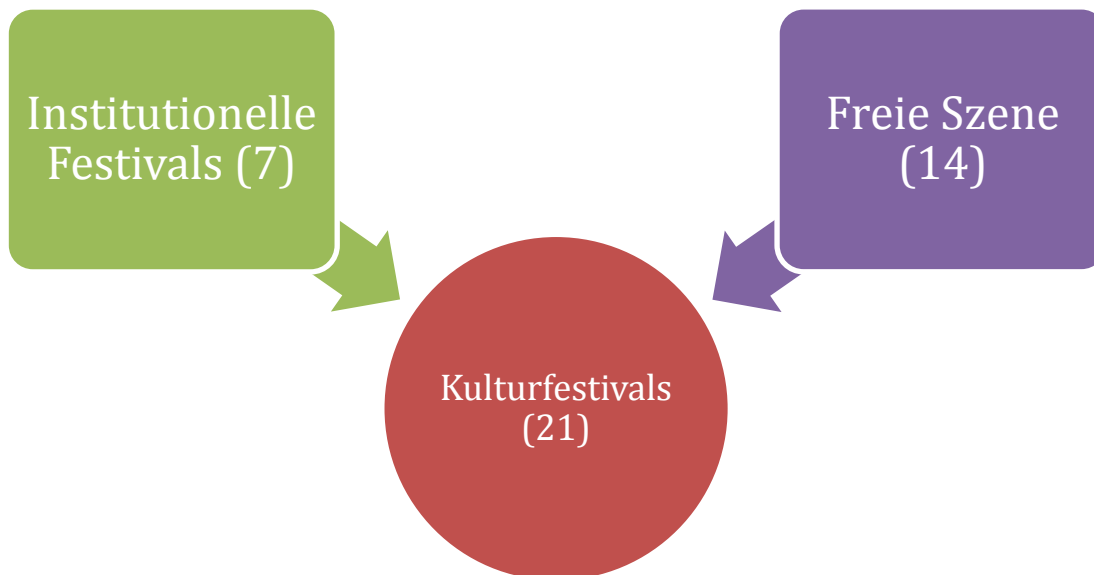 Institutionelle
Festivals (7)
Freie Szene
(14)
Kulturfestivals
(21)